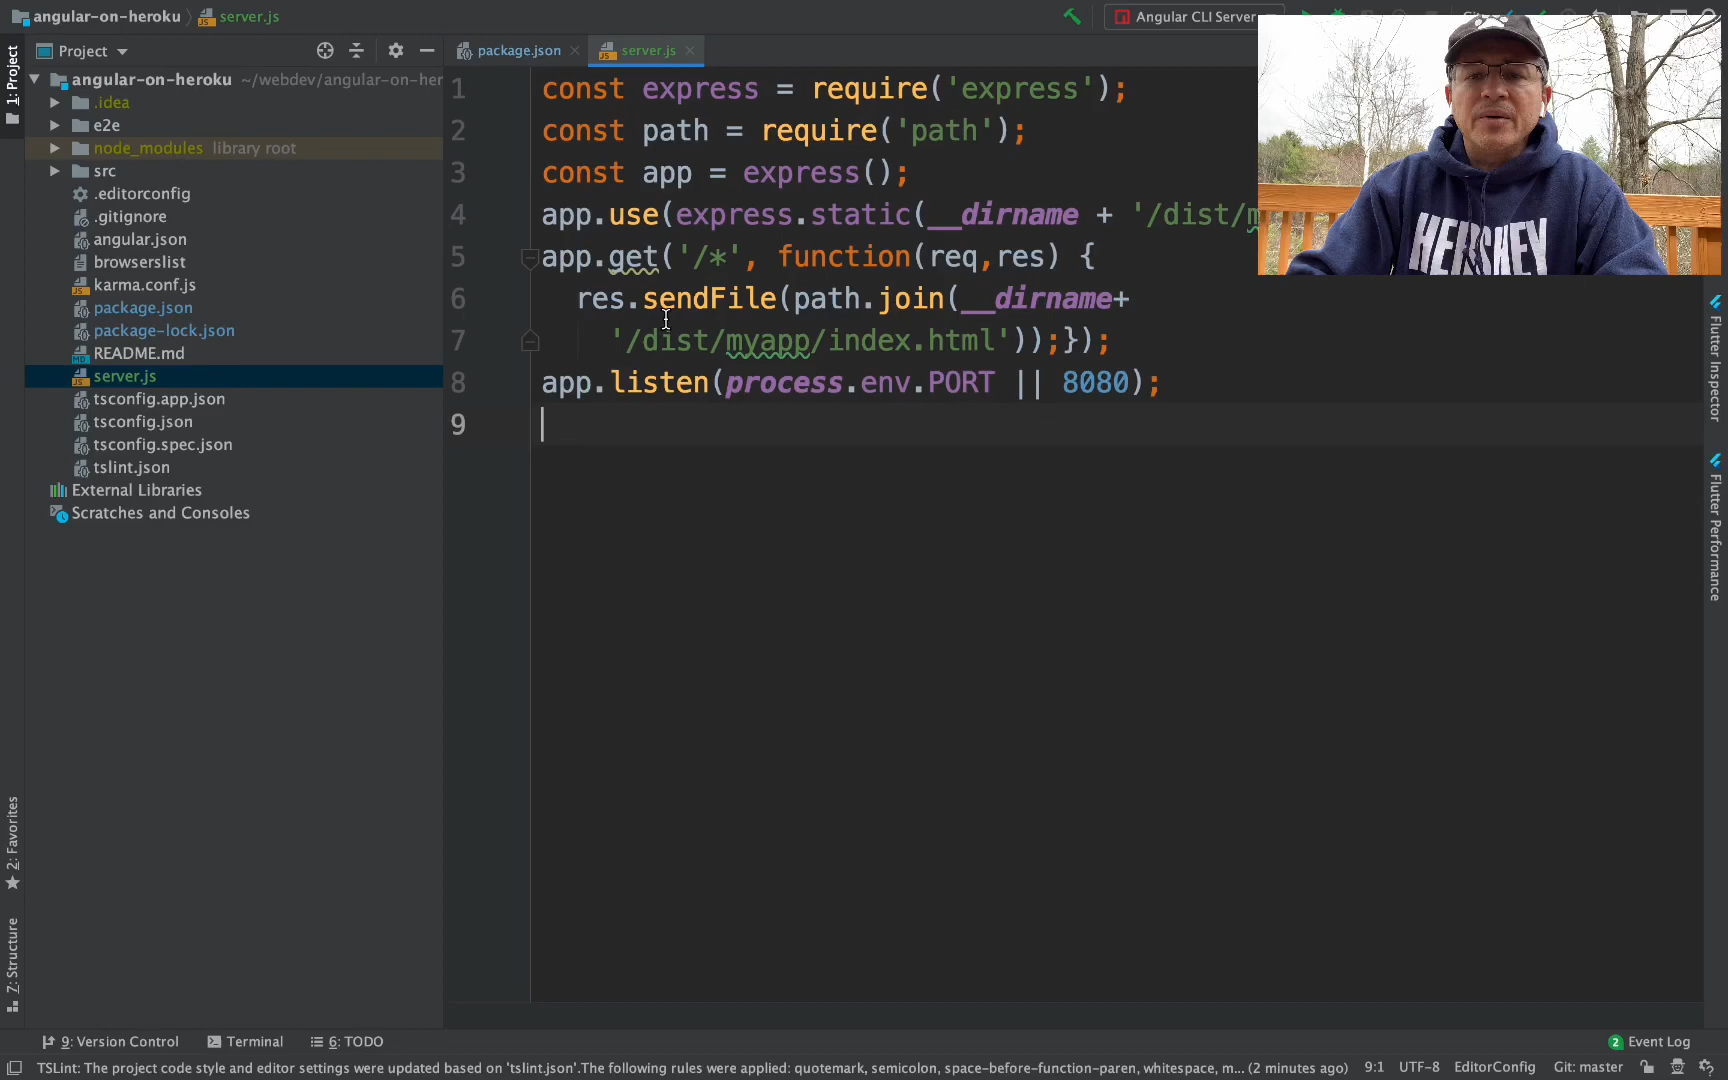 angular-on-heroku
server.js
Angular CLI Server
Project
package.json
server.js
1: Project
angular-on-heroku ~/webdev/angular-on-her
.idea
e2e
node_modules library root
src
.editorconfig
.gitignore
angular.json
browserslist
karma.conf.js
package.json
package-lock.json
README.md
server.js
tsconfig.app.json
tsconfig.json
tsconfig.spec.json
tslint.json
External Libraries
Scratches and Consoles
1 const express = require('express');
2 const path = require('path');
3 const app = express();
4 app.use(express.static(__dirname + '/dist/m
5 app.get('/*', function(req,res) {
6 res.sendFile(path.join(__dirname+
7 '/dist/myapp/index.html'));});
8 app.listen(process.env.PORT || 8080);
9
HERSHEY
Flutter Inspector
Flutter Performance
2: Favorites
7: Structure
9: Version Control
Terminal
6: TODO
2 Event Log
TSLint: The project code style and editor settings were updated based on 'tslint.json'.The following rules were applied: quotemark, semicolon, space-before-function-paren, whitespace, m... (2 minutes ago)
9:1 UTF-8 EditorConfig Git: master